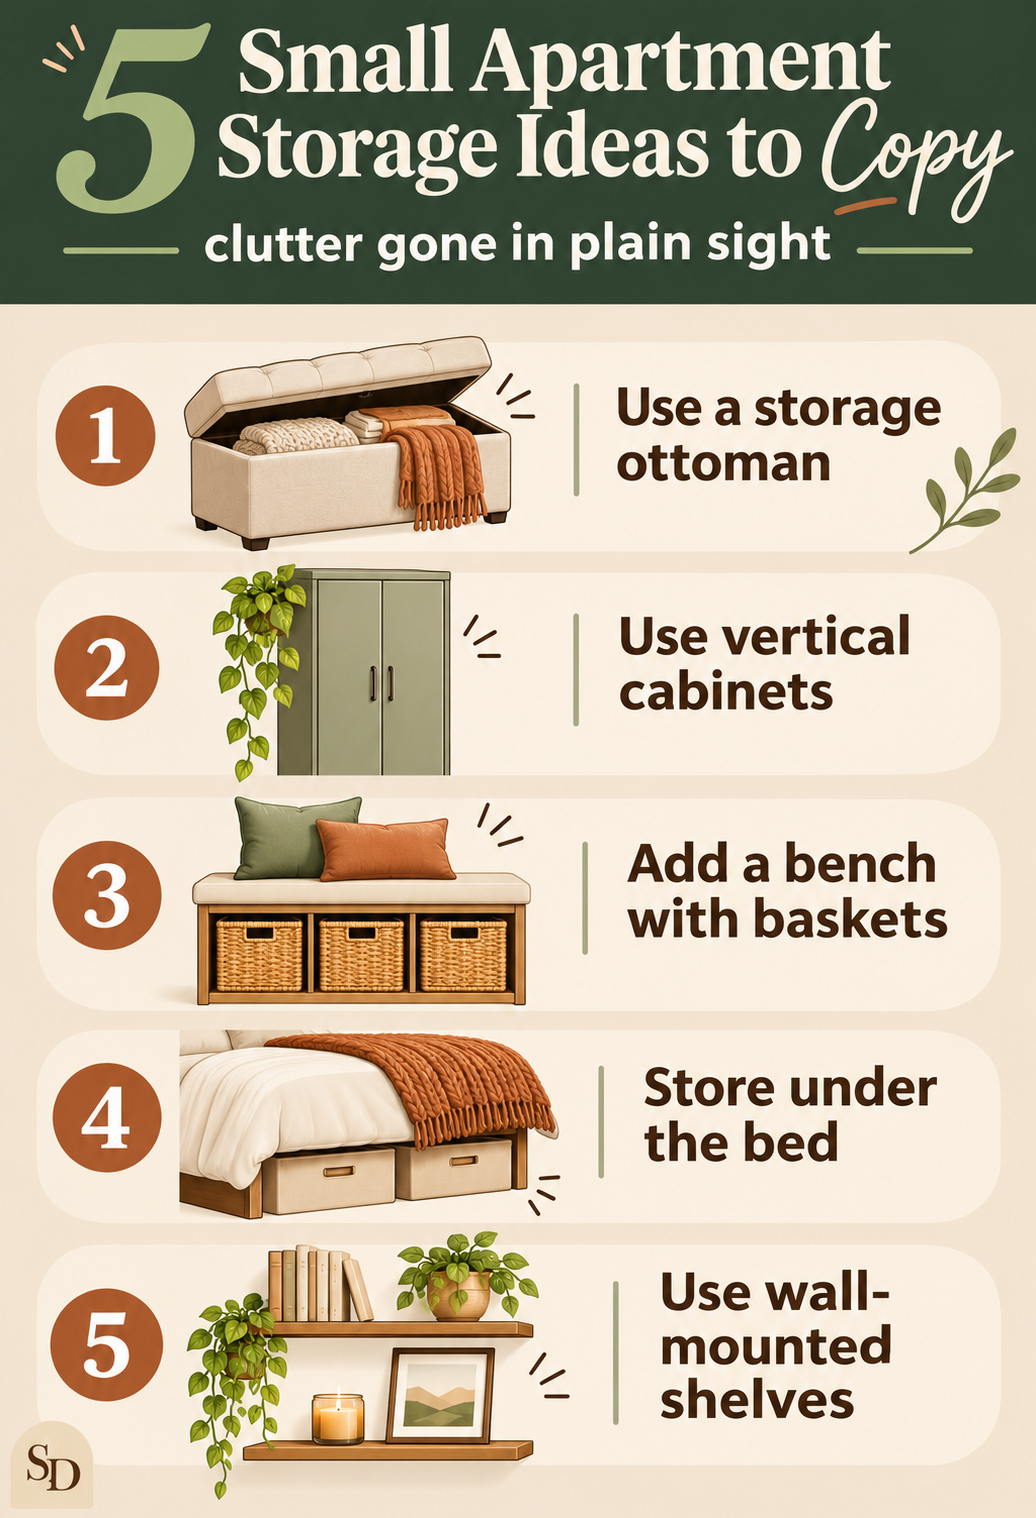 5 Small Apartment
Storage Ideas to Copy
clutter gone in plain sight
1
Use a storage
ottoman
2
Use vertical
cabinets
3
Add a bench
with baskets
4
Store under
the bed
5
Use wall-
mounted
shelves
SD